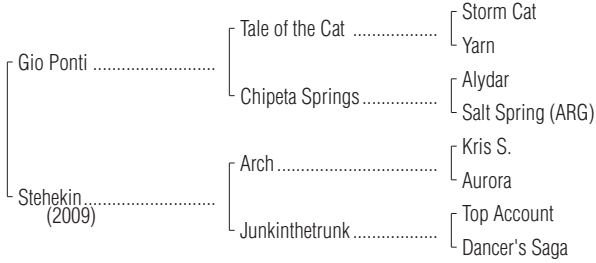 Storm Cat
Tale of the Cat ..................
Yarn
Gio Ponti ..........................
Alydar
Chipeta Springs................
Salt Spring (ARG)
Kris S.
Arch..................................
Aurora
Stehekin...........................
(2009)
Top Account
Junkinthetrunk..................
Dancer's Saga